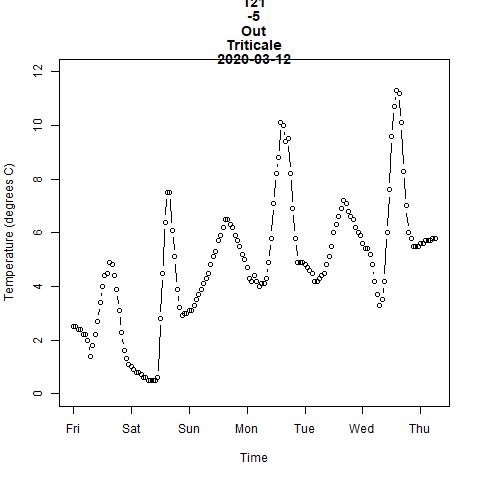 121
-5
Out
Triticale
2020-03-12
Temperature (degrees C)
12
10
8
6
4
2
0
Fri Sat Sun Mon Tue Wed Thu
Time